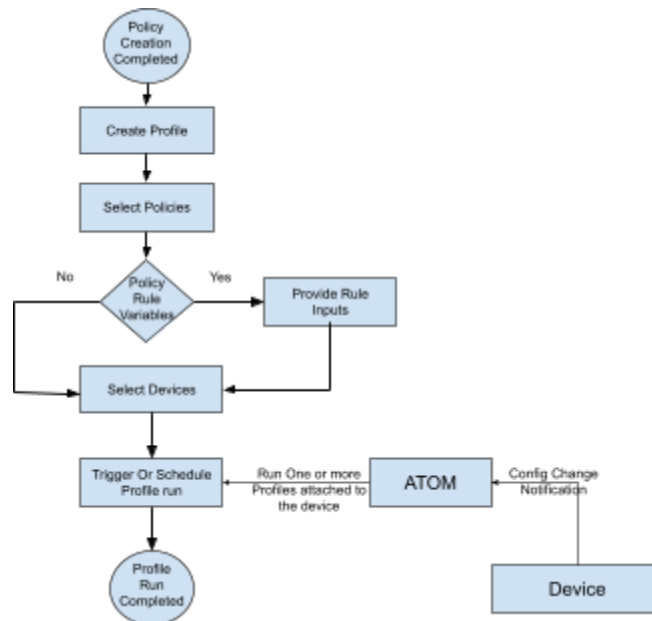 Policy
Creation
Completed
Create Profile
Select Policies
No
Yes
Policy
Rule
Variables
Provide Rule
Inputs
Select Devices
Trigger Or Schedule
Profile run
Run One or more
Profiles attached to
the device
ATOM
Config Change
Notification
Profile
Run
Completed
Device